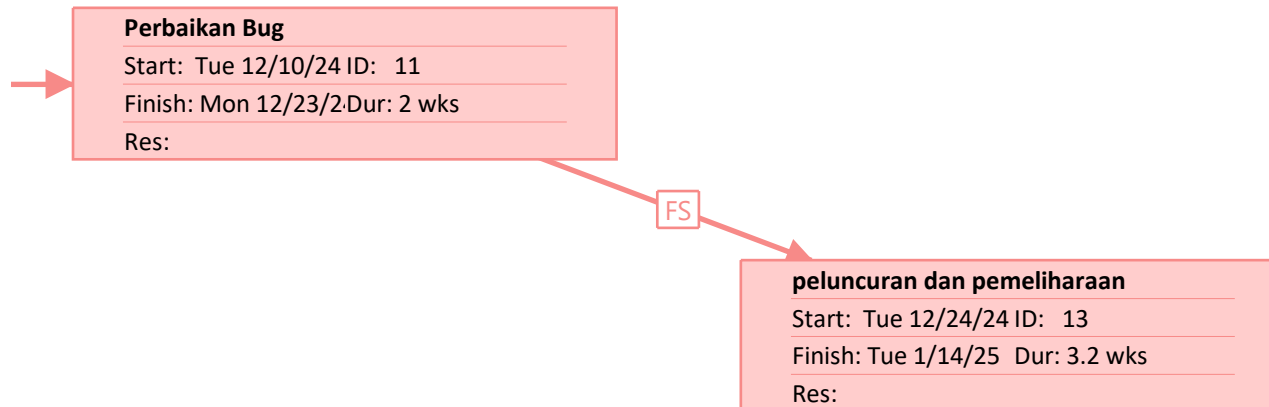 Perbaikan Bug
Start: Tue 12/10/24 ID: 11
Finish: Mon 12/23/2 Dur: 2 wks
Res:
FS
peluncuran dan pemeliharaan
Start: Tue 12/24/24 ID: 13
Finish: Tue 1/14/25 Dur: 3.2 wks
Res: